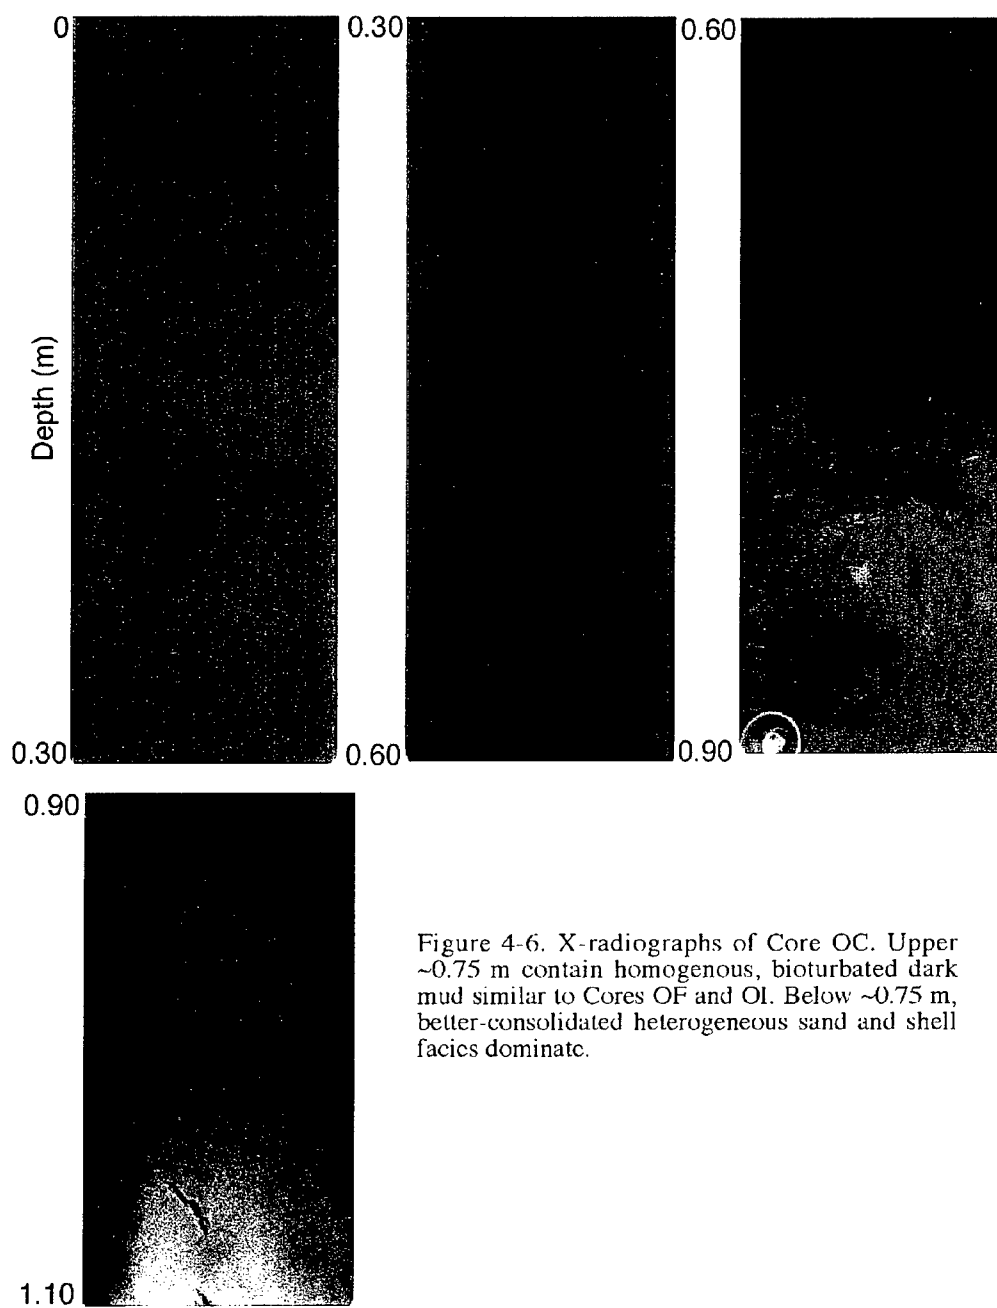 0
0.30
0.60
Depth (m)
0.30
0.60
0.90
0.90
1.10
Figure 4-6. X-radiographs of Core OC. Upper
~0.75 m contain homogenous, bioturbated dark
mud similar to Cores OF and OI. Below ~0.75 m,
better-consolidated heterogeneous sand and shell
facies dominate.